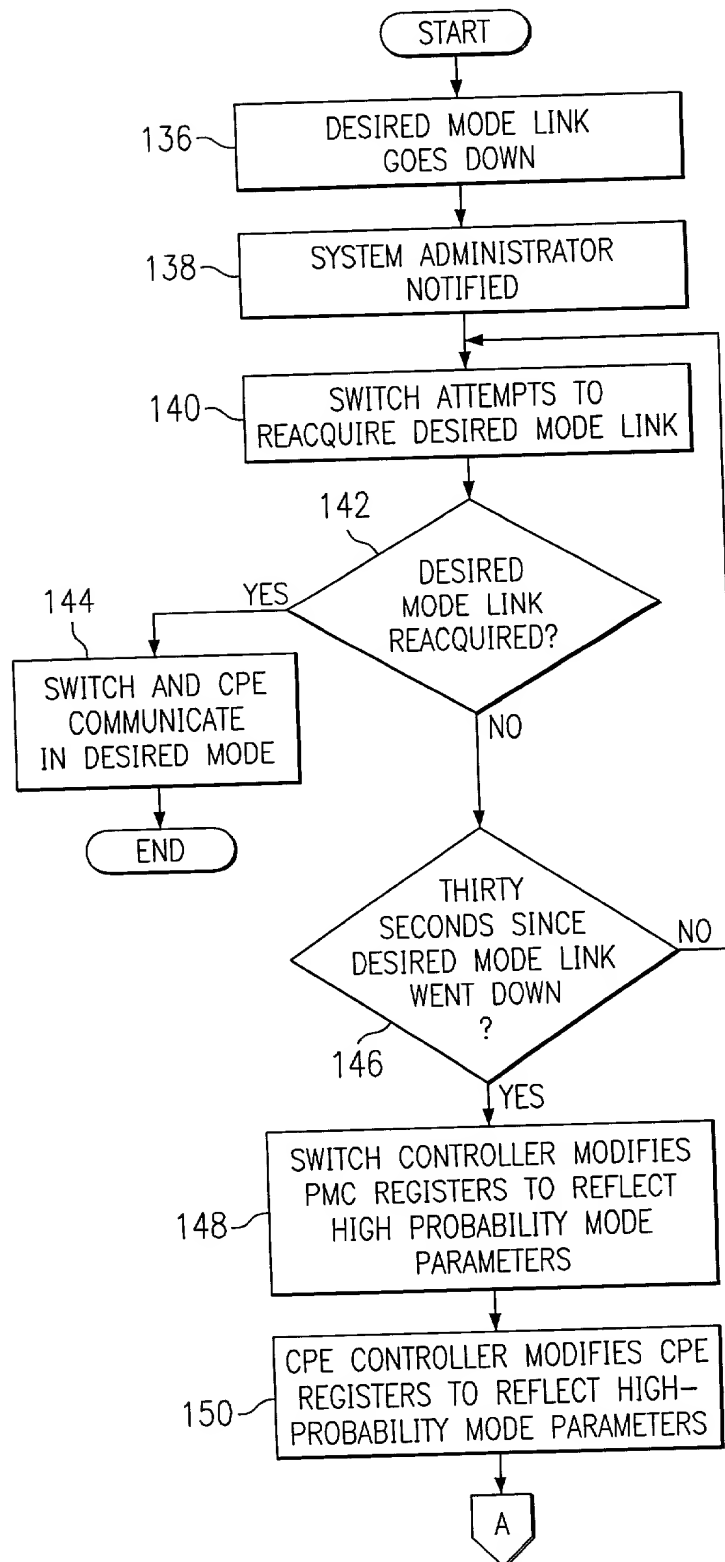 START
136
DESIRED MODE LINK
GOES DOWN
138
SYSTEM ADMINISTRATOR
NOTIFIED
140
SWITCH ATTEMPTS TO
REACQUIRE DESIRED MODE LINK
142
DESIRED
MODE LINK
REACQUIRED?
YES
144
SWITCH AND CPE
COMMUNICATE
IN DESIRED MODE
END
NO
THIRTY
SECONDS SINCE
DESIRED MODE LINK
WENT DOWN
?
NO
146
YES
SWITCH CONTROLLER MODIFIES
PMC REGISTERS TO REFLECT
HIGH PROBABILITY MODE
PARAMETERS
148
CPE CONTROLLER MODIFIES CPE
REGISTERS TO REFLECT HIGH-
PROBABILITY MODE PARAMETERS
150
A